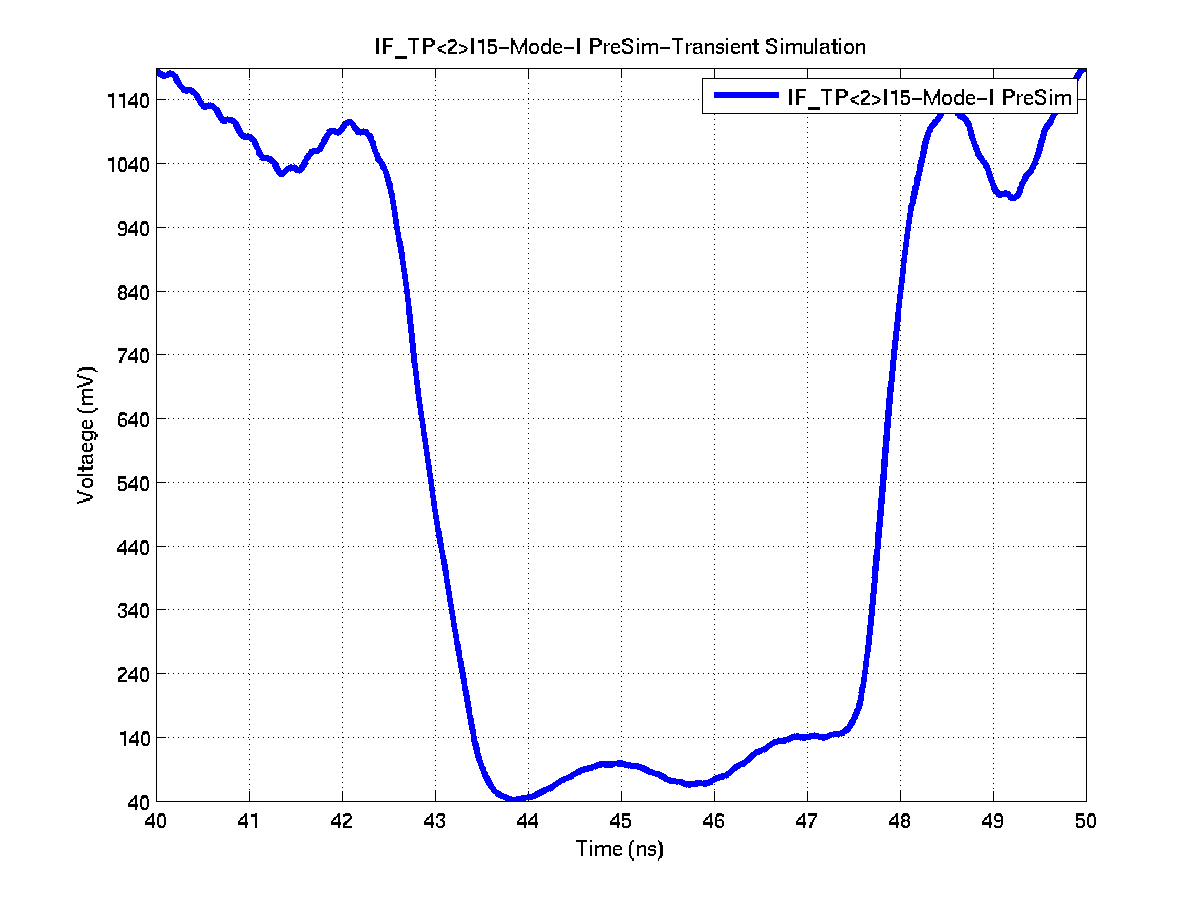 IF_TP<2>I15-Mode-I PreSim-Transient Simulation
IF_TP<2>I15-Mode-I PreSim
1140
1040
940
840
740
640
540
440
340
240
140
40
Voltaege (mV)
40 41 42 43 44 45 46 47 48 49 50
Time (ns)